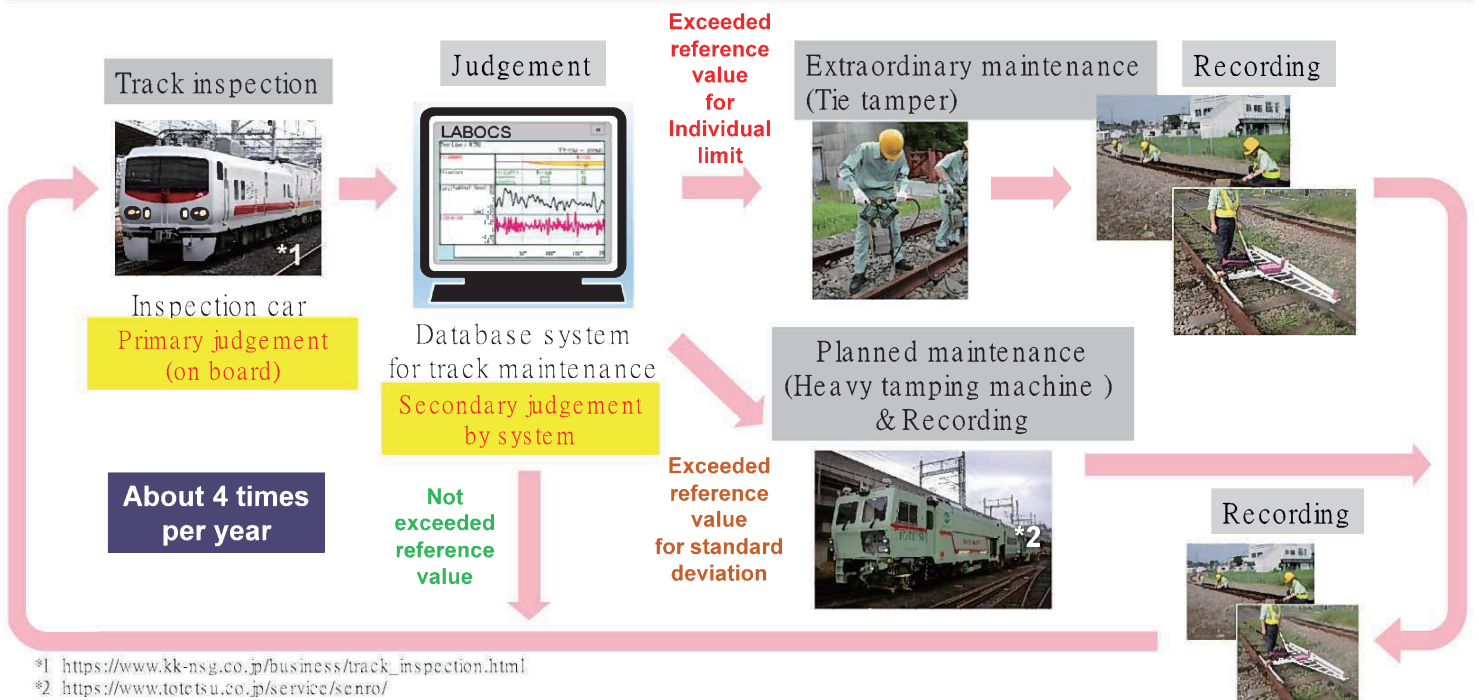 Track inspection
*1
Inspection car
Primary judgement
(on board)
About 4 times
per year
Judgement
LABOCS
Database system
for track maintenance
Secondary judgement
by system
Not
exceeded
reference
value
Exceeded
reference
value
for
Individual
limit
Extraordinary maintenance
(Tie tamper)
Recording
Exceeded
reference
value
for standard
deviation
Planned maintenance
(Heavy tamping machine )
& Recording
*2
Recording
*1 https://www.kk-nsg.co.jp/business/track_inspection.html
*2 https://www.totetsu.co.jp/service/senro/